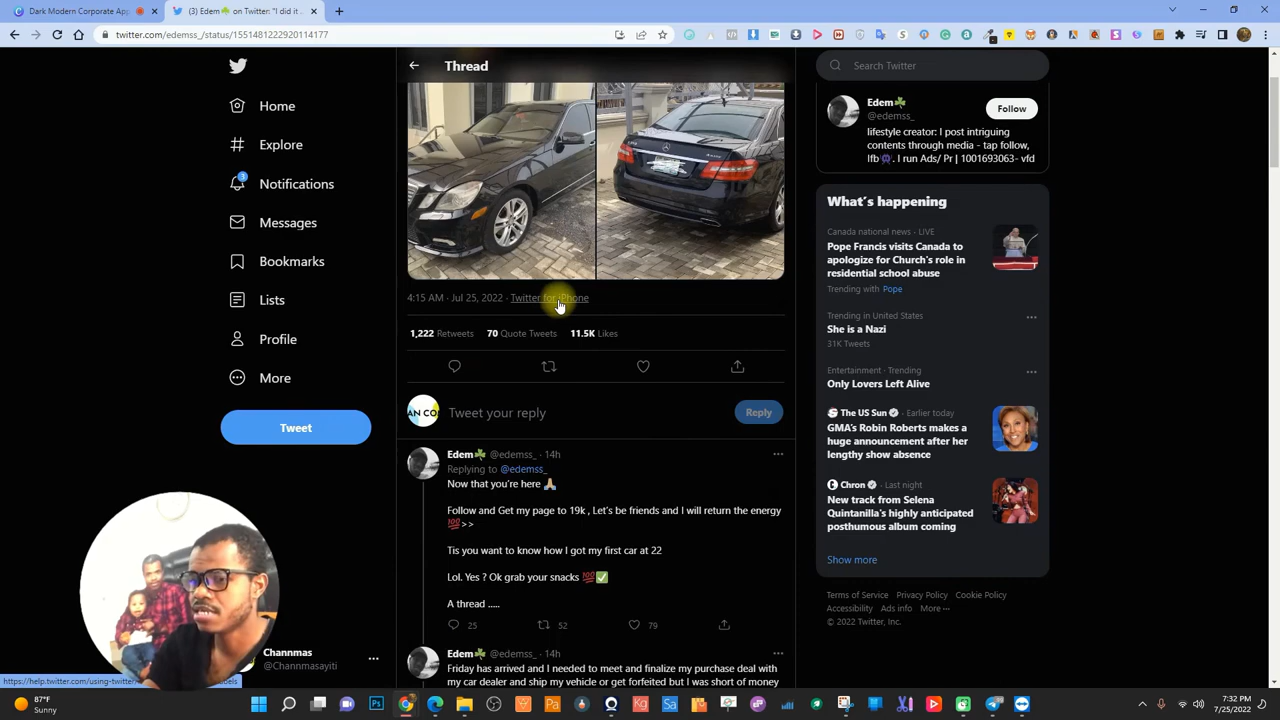 Dark Modern Corporate App
(3) Edem☘ on Twitter: "I did it
twitter.com/edemss_/status/1551481222920114177
Thread
Search Twitter
Home
Explore
3
Notifications
Messages
Bookmarks
Lists
Profile
More
Tweet
Channmas
@Channmasayiti
4:15 AM · Jul 25, 2022 · Twitter for iPhone
1,222 Retweets 70 Quote Tweets 11.5K Likes
Tweet your reply
Reply
Edem☘ @edemss_ · 14h
Replying to @edemss_
Now that you're here 🙏🏽
Follow and Get my page to 19k , Let's be friends and I will return the energy
💯>>
Tis you want to know how I got my first car at 22
Lol. Yes ? Ok grab your snacks 💯✅
A thread .....
25 52 79
Edem☘ @edemss_ · 14h
Friday has arrived and I needed to meet and finalize my purchase deal with
my car dealer and ship my vehicle or get forfeited but I was short of money
Edem☘
@edemss_
Follow
lifestyle creator: I post intriguing
contents through media - tap follow,
Ifb. I run Ads/ Pr | 1001693063- vfd
What's happening
Canada national news · LIVE
Pope Francis visits Canada to
apologize for Church's role in
residential school abuse
Trending with Pope
Trending in United States
She is a Nazi
31K Tweets
Entertainment · Trending
Only Lovers Left Alive
The US Sun · Earlier today
GMA's Robin Roberts makes a
huge announcement after her
lengthy show absence
Chron · Last night
New track from Selena
Quintanilla's highly anticipated
posthumous album coming
Show more
Terms of Service Privacy Policy Cookie Policy
Accessibility Ads info More ···
© 2022 Twitter, Inc.
87°F
Sunny
7:32 PM
7/25/2022